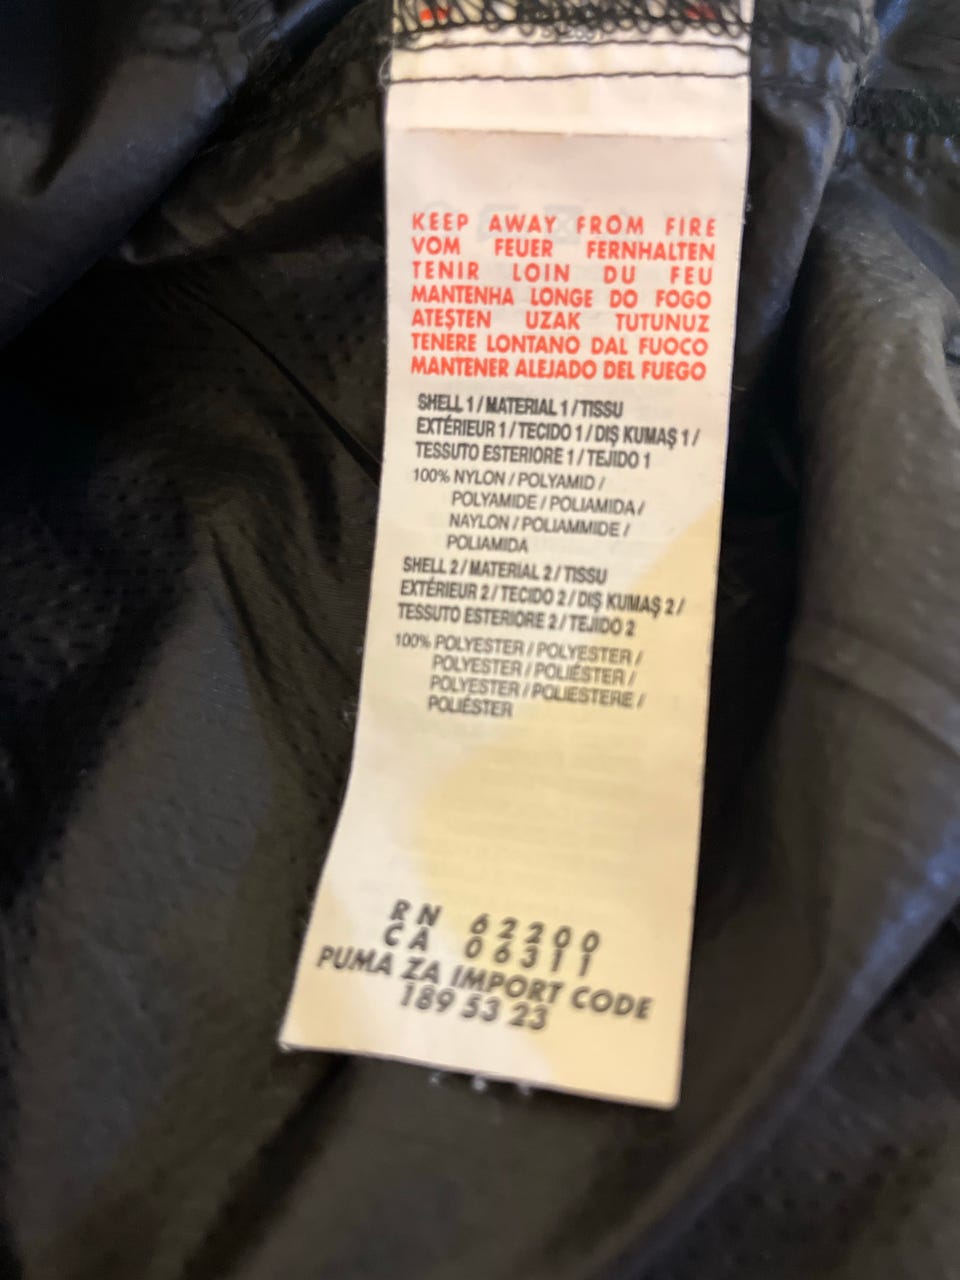 KEEP AWAY FROM FIRE
VOM FEUER FERNHALTEN
TENIR LOIN DU FEU
MANTENHA LONGE DO FOGO
ATEŞTEN UZAK TUTUNUZ
TENERE LONTANO DAL FUOCO
MANTENER ALEJADO DEL FUEGO
SHELL 1 / MATERIAL 1 / TISSU
EXTÉRIEUR 1 / TECIDO 1 / DIŞ KUMAŞ 1 /
TESSUTO ESTERIORE 1 / TEJIDO 1
100% NYLON / POLYAMID /
POLYAMIDE / POLIAMIDA /
NAYLON / POLIAMMIDE /
POLIAMIDA
SHELL 2 / MATERIAL 2 / TISSU
EXTÉRIEUR 2 / TECIDO 2 / DIŞ KUMAŞ 2 /
TESSUTO ESTERIORE 2 / TEJIDO 2
100% POLYESTER / POLYESTER /
POLYESTER / POLIÉSTER /
POLYESTER / POLIESTERE /
POLIÉSTER
RN 62200
CA 06311
PUMA ZA IMPORT CODE
189 53 23